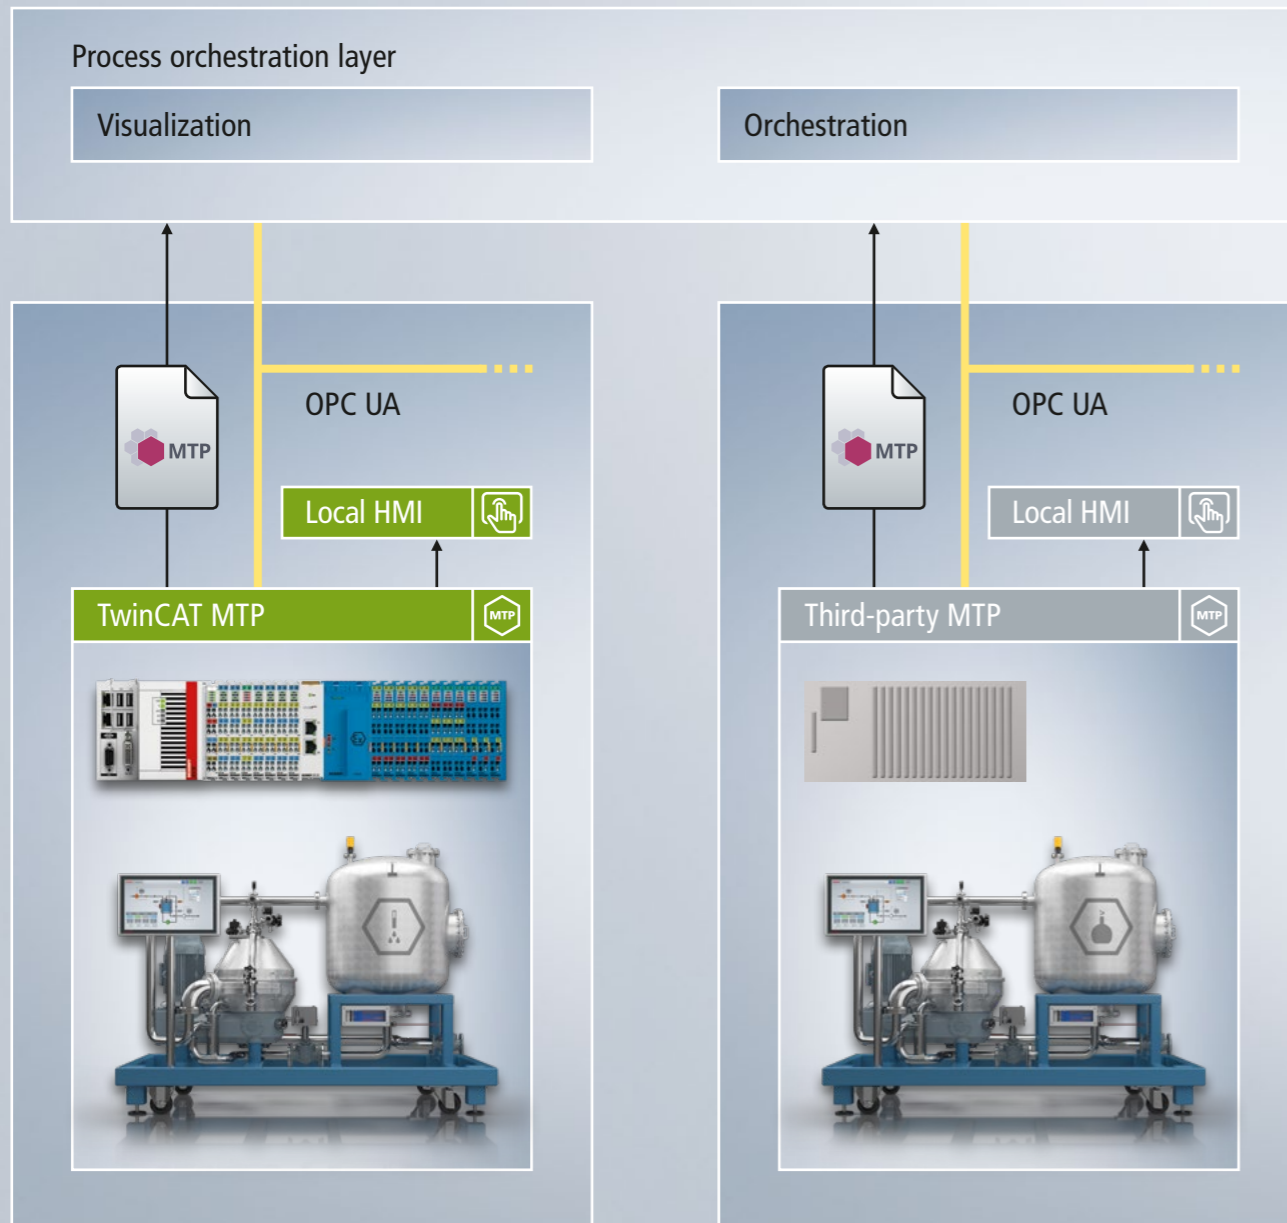 Process orchestration layer
Visualization
Orchestration
OPC UA
MTP
Local HMI
TwinCAT MTP
MTP
OPC UA
MTP
Local HMI
Third-party MTP
MTP